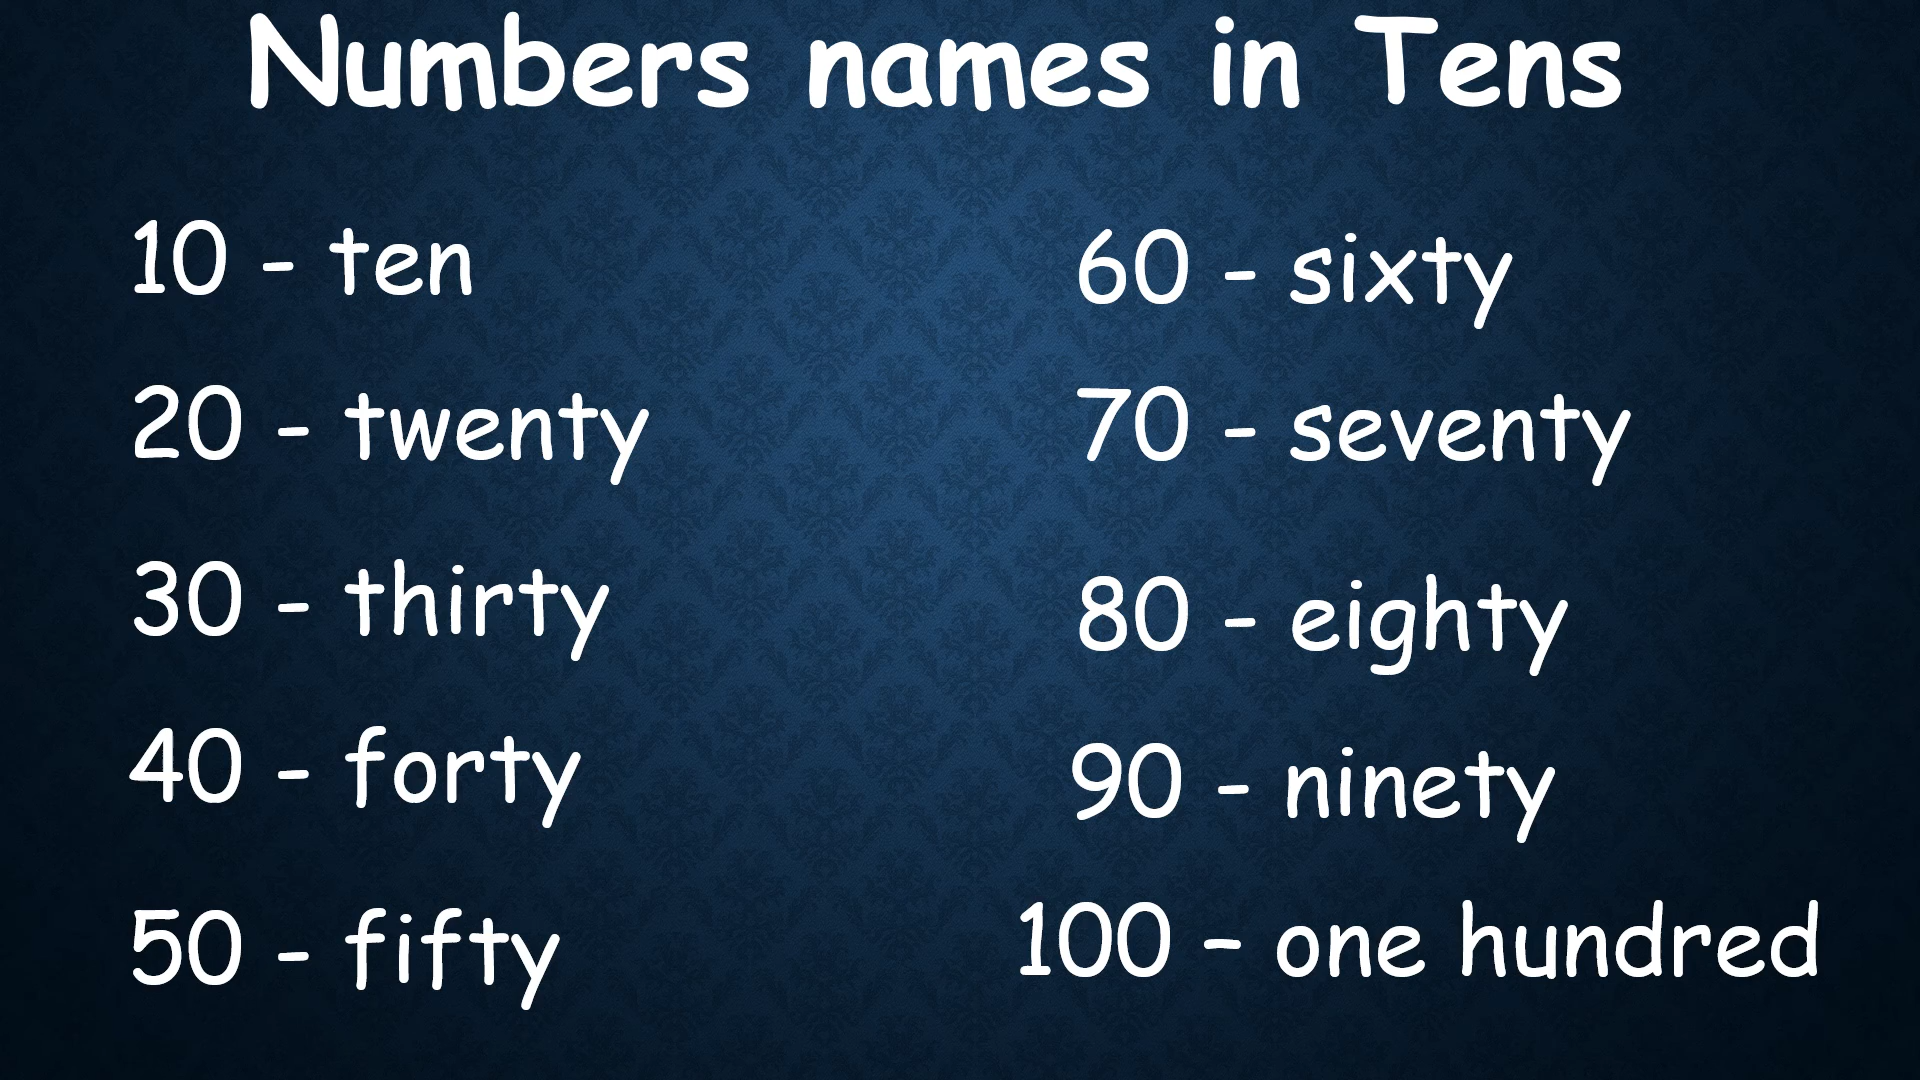 Numbers names in Tens
10 - ten
20 - twenty
30 - thirty
40 - forty
50 - fifty
60 - sixty
70 - seventy
80 - eighty
90 - ninety
100 – one hundred